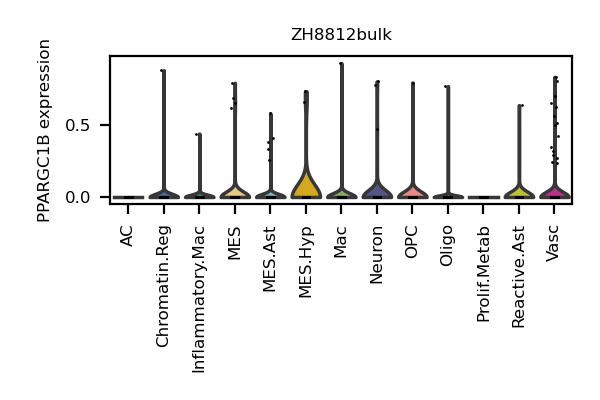 ZH8812bulk
PPARGC1B expression
0.5
0.0
AC
Chromatin.Reg
Inflammatory.Mac
MES
MES.Ast
MES.Hyp
Mac
Neuron
OPC
Oligo
Prolif.Metab
Reactive.Ast
Vasc